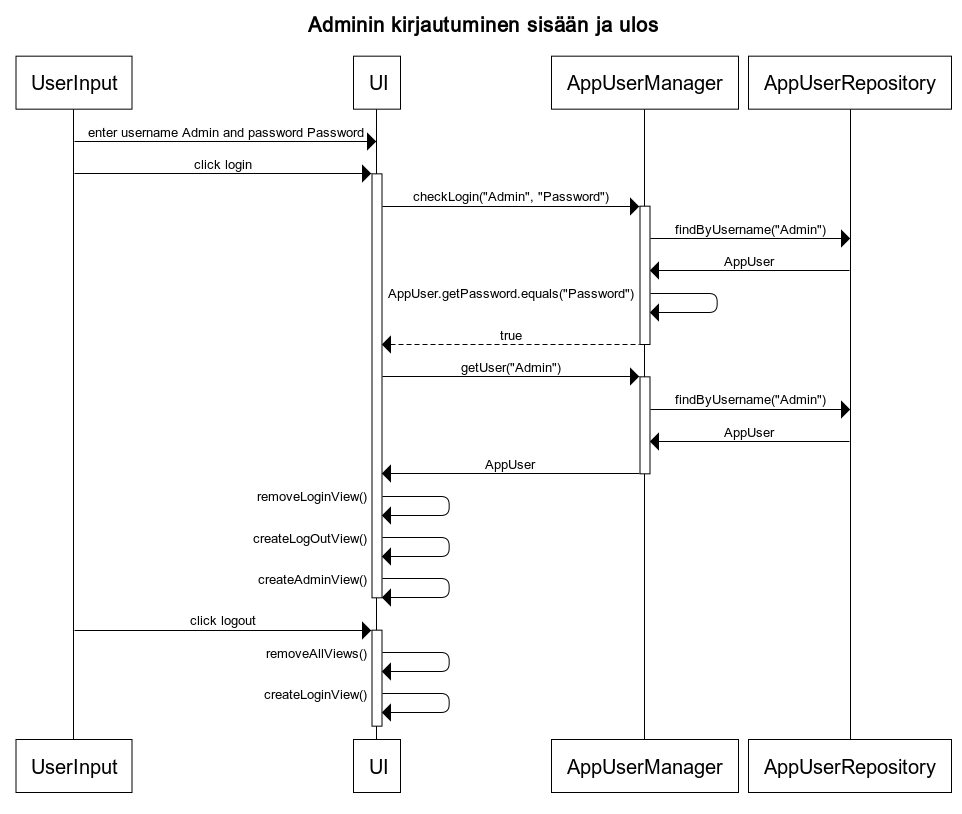 Adminin kirjautuminen sisään ja ulos
UserInput
UI
AppUserManager
AppUserRepository
enter username Admin and password Password
click login
checkLogin("Admin", "Password")
findByUsername("Admin")
AppUser
AppUser.getPassword.equals("Password")
true
getUser("Admin")
findByUsername("Admin")
AppUser
AppUser
removeLoginView()
createLogOutView()
createAdminView()
click logout
removeAllViews()
createLoginView()
UserInput
UI
AppUserManager
AppUserRepository